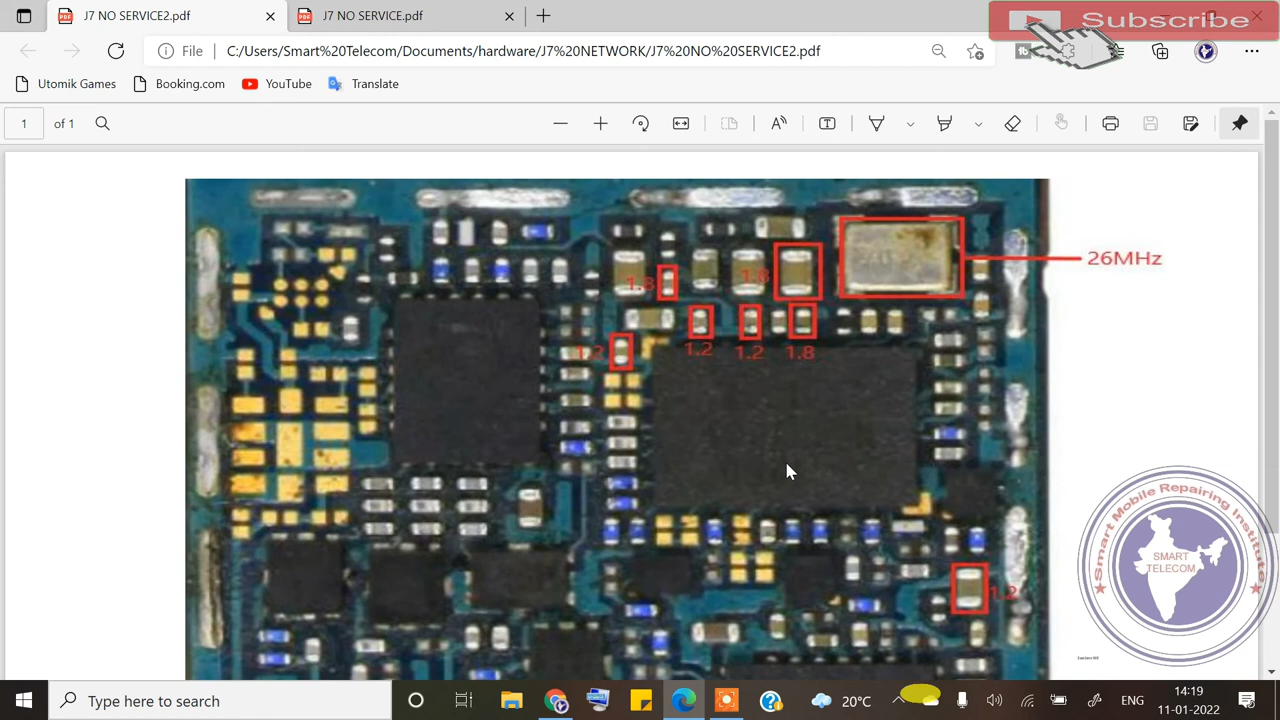 J7 NO SERVICE2.pdf
J7 NO SERVICE.pdf
Subscribe
File
C:/Users/Smart%20Telecom/Documents/hardware/J7%20NETWORK/J7%20NO%20SERVICE2.pdf
Utomik Games
Booking.com
YouTube
Translate
1 of 1
26MHz
1.8
1.8
1.2
1.2
1.2
1.8
1.2
Smart Mobile Repairing Institute
SMART
TELECOM
Type here to search
20°C
ENG
14:19
11-01-2022